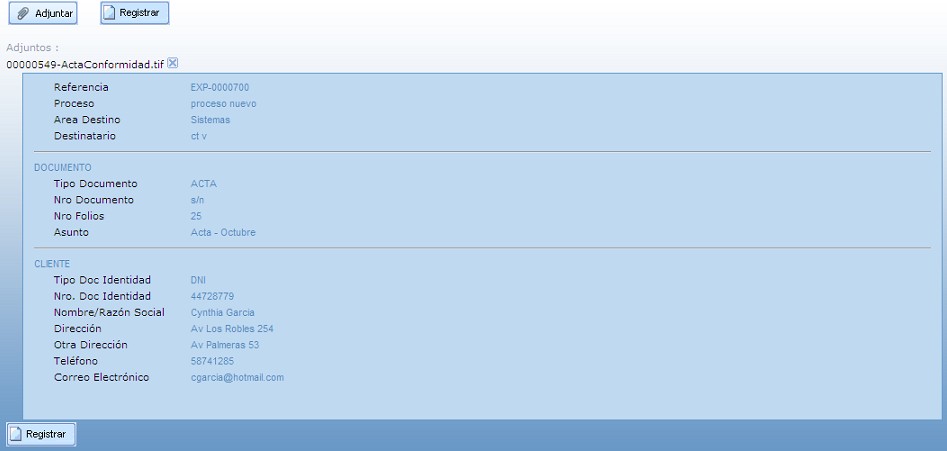 Adjuntar Registrar
Adjuntos :
00000549-ActaConformidad.tif
Referencia EXP-0000700
Proceso proceso nuevo
Area Destino Sistemas
Destinatario ct v
DOCUMENTO
Tipo Documento ACTA
Nro Documento s/n
Nro Folios 25
Asunto Acta - Octubre
CLIENTE
Tipo Doc Identidad DNI
Nro. Doc Identidad 44728779
Nombre/Razón Social Cynthia Garcia
Dirección Av Los Robles 254
Otra Dirección Av Palmeras 53
Teléfono 58741285
Correo Electrónico cgarcia@hotmail.com
Registrar